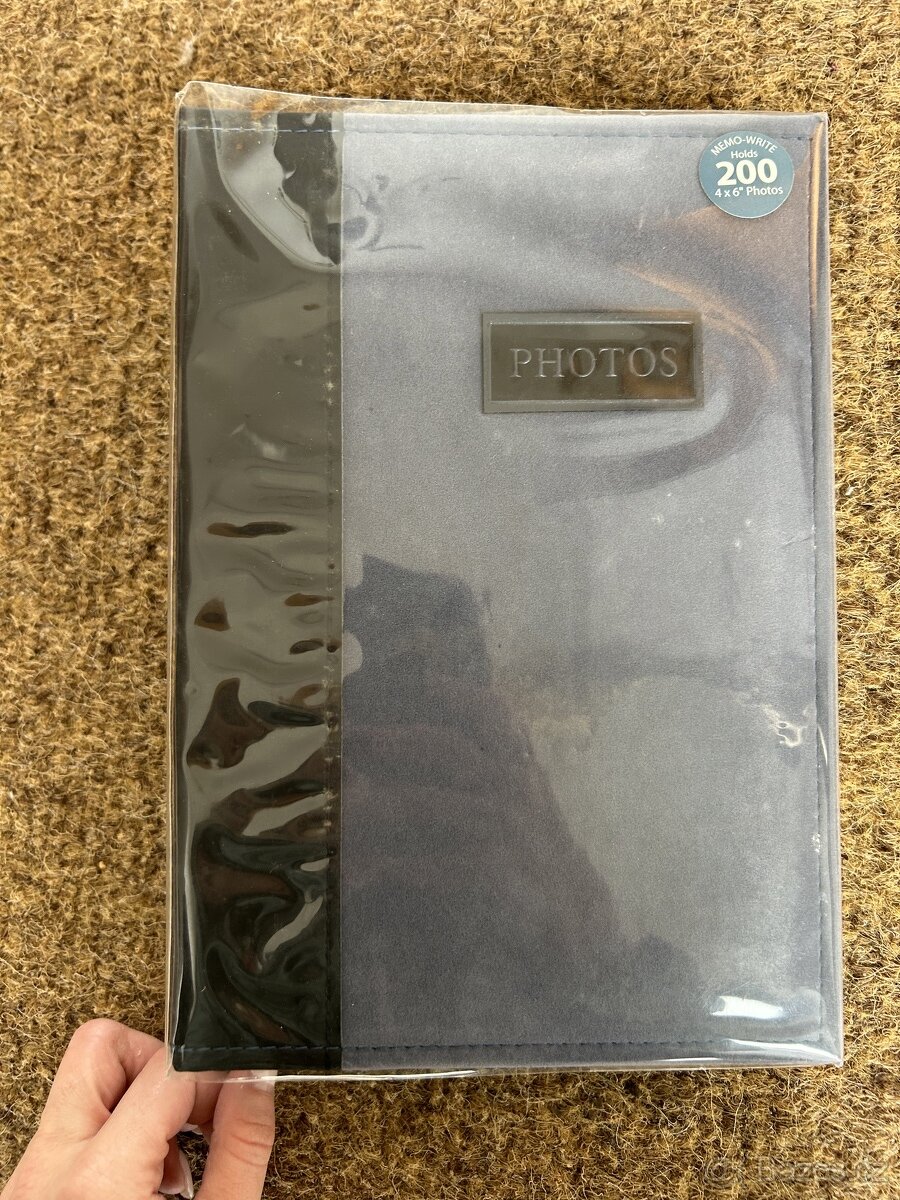 MEMO-WRITE
Holds
200
4 x 6" Photos
PHOTOS